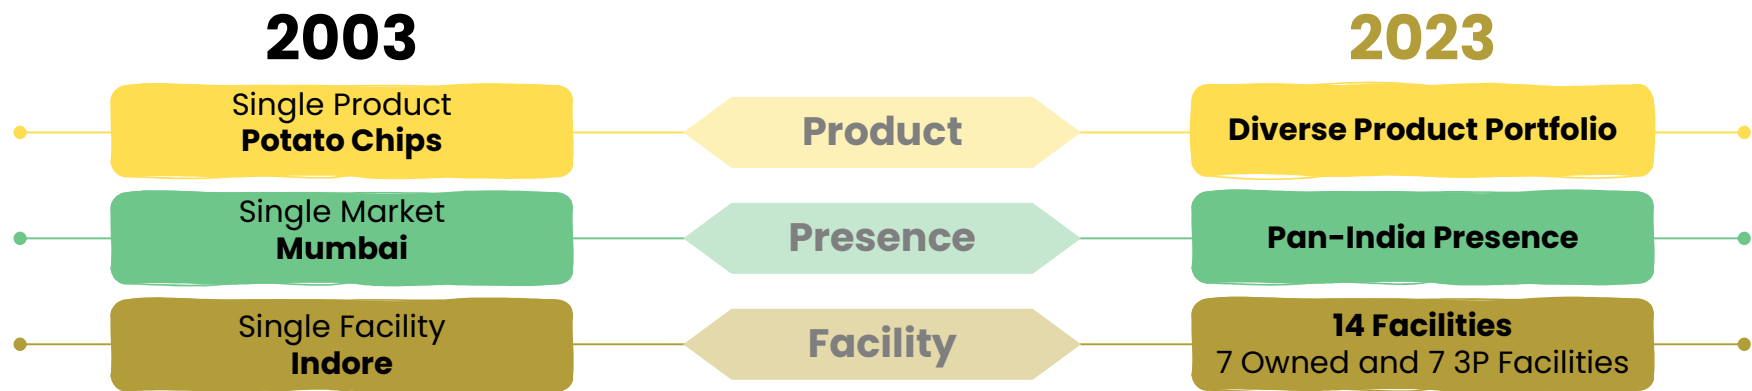 2003
2023
Single Product
Potato Chips
Product
Diverse Product Portfolio
Single Market
Mumbai
Presence
Pan-India Presence
Single Facility
Indore
Facility
14 Facilities
7 Owned and 7 3P Facilities